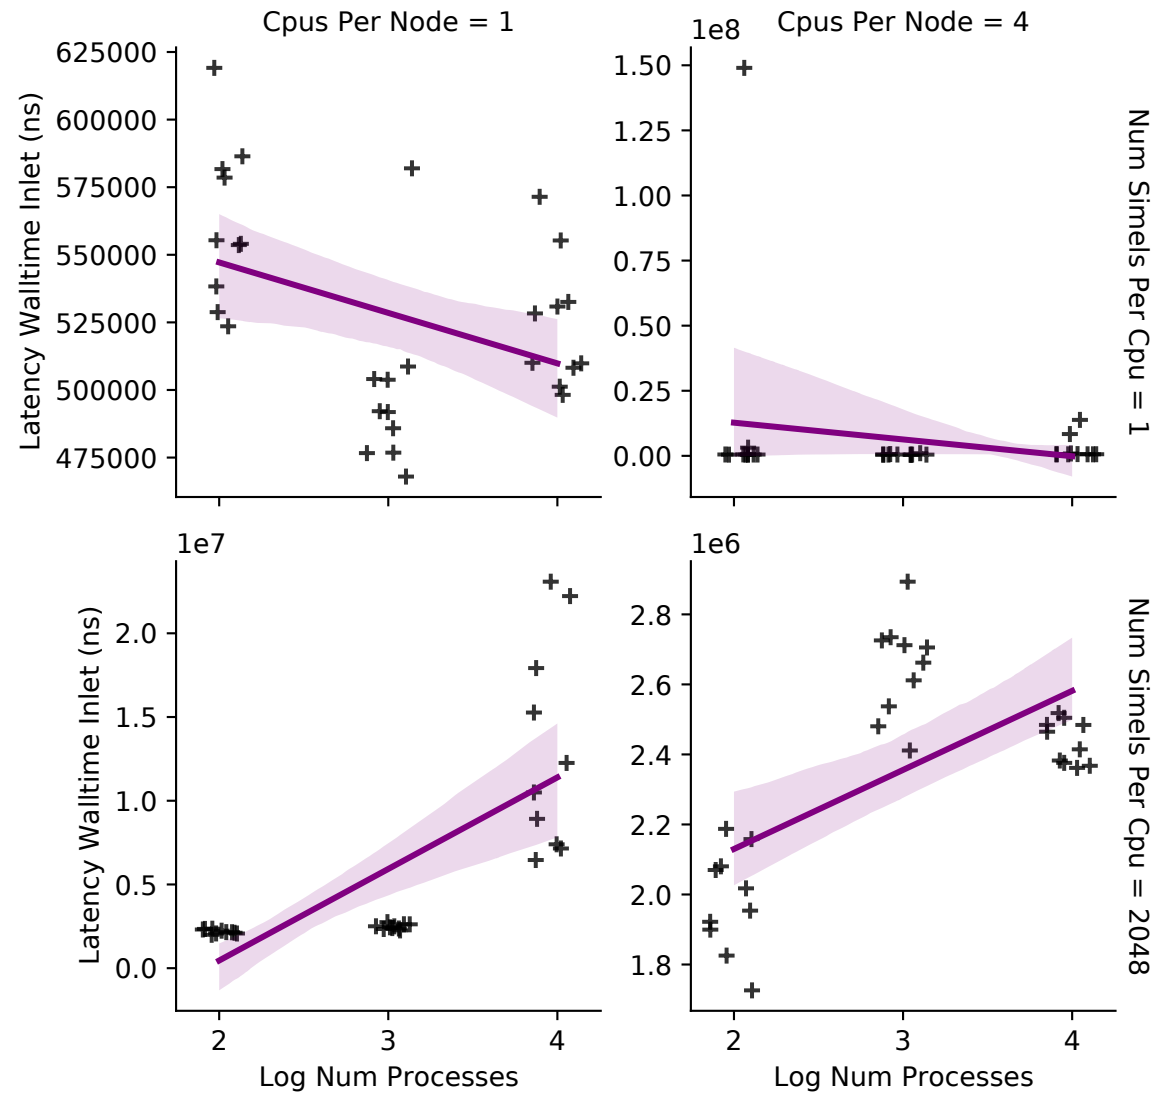 Cpus Per Node = 1
Cpus Per Node = 4
Latency Walltime Inlet (ns)
625000
600000
575000
550000
525000
500000
475000
1e8
1.50
1.25
1.00
0.75
0.50
0.25
0.00
Num Simels Per Cpu = 1
Latency Walltime Inlet (ns)
1e7
2.0
1.5
1.0
0.5
0.0
2
3
4
Log Num Processes
1e6
2.8
2.6
2.4
2.2
2.0
1.8
2
3
4
Log Num Processes
Num Simels Per Cpu = 2048